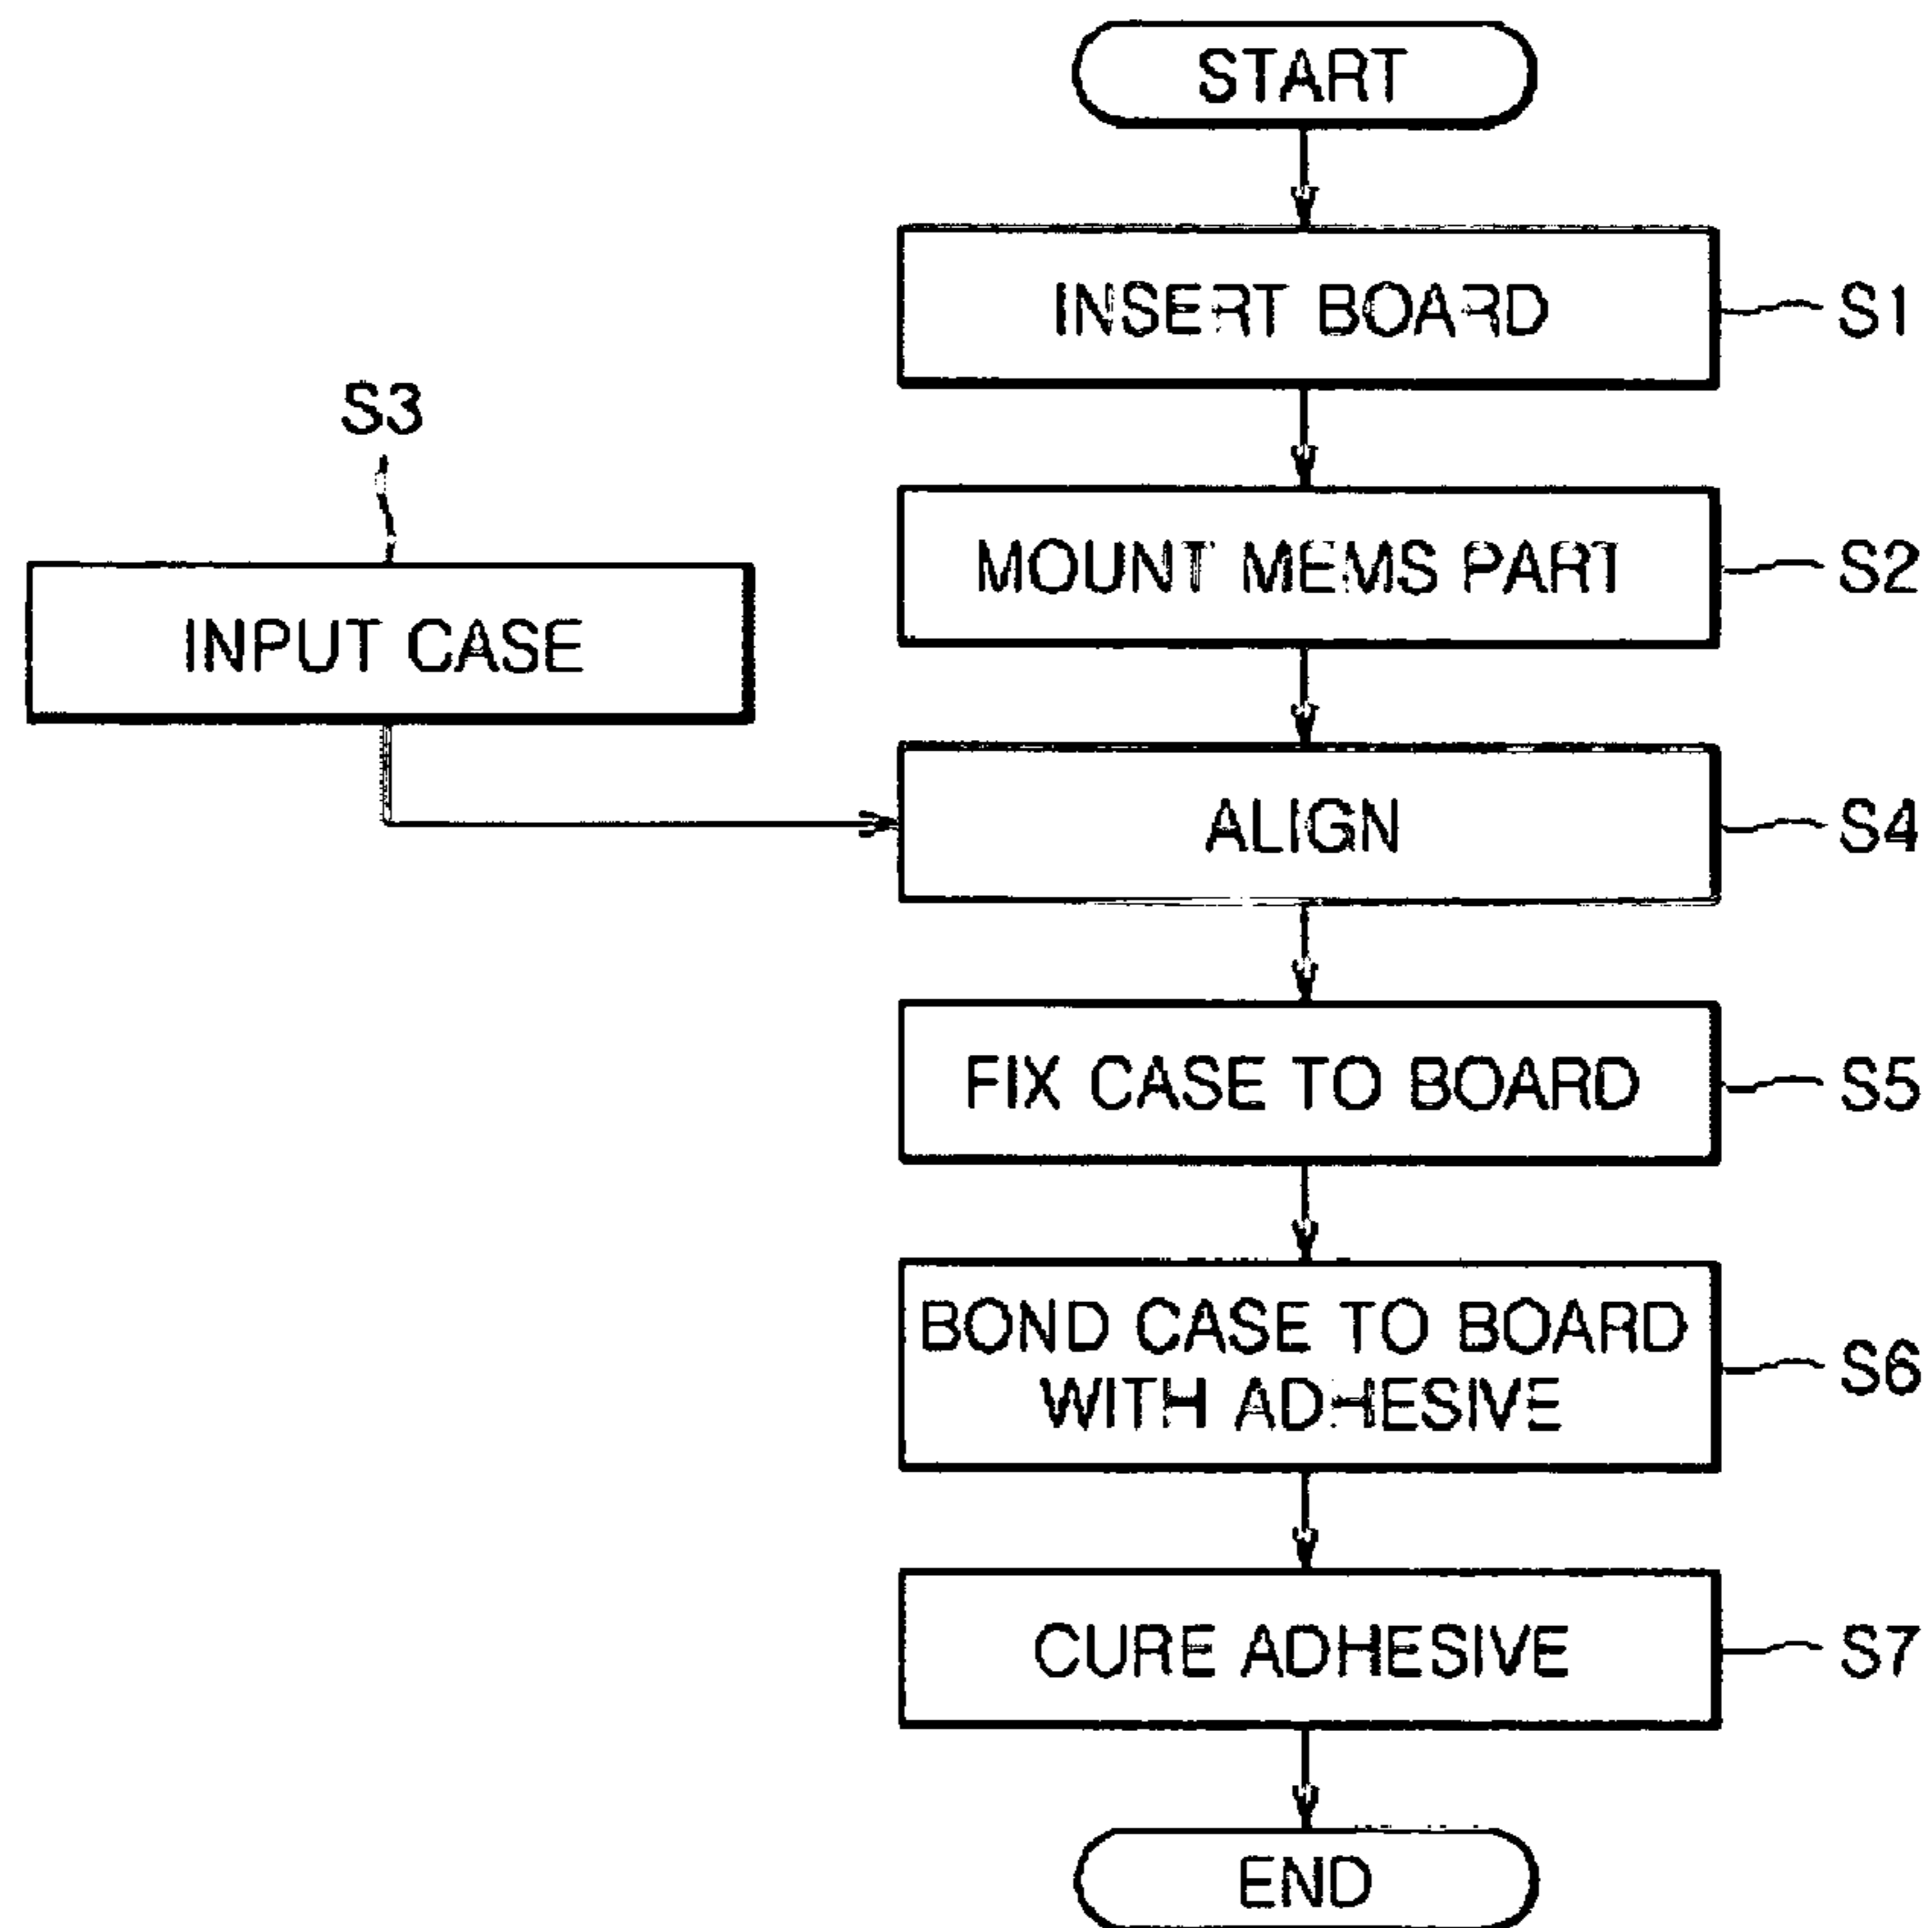 START
INSERT BOARD
S1
S3
MOUNT MEMS PART
S2
INPUT CASE
ALIGN
S4
FIX CASE TO BOARD
S5
BOND CASE TO BOARD
WITH ADHESIVE
S6
CURE ADHESIVE
S7
END